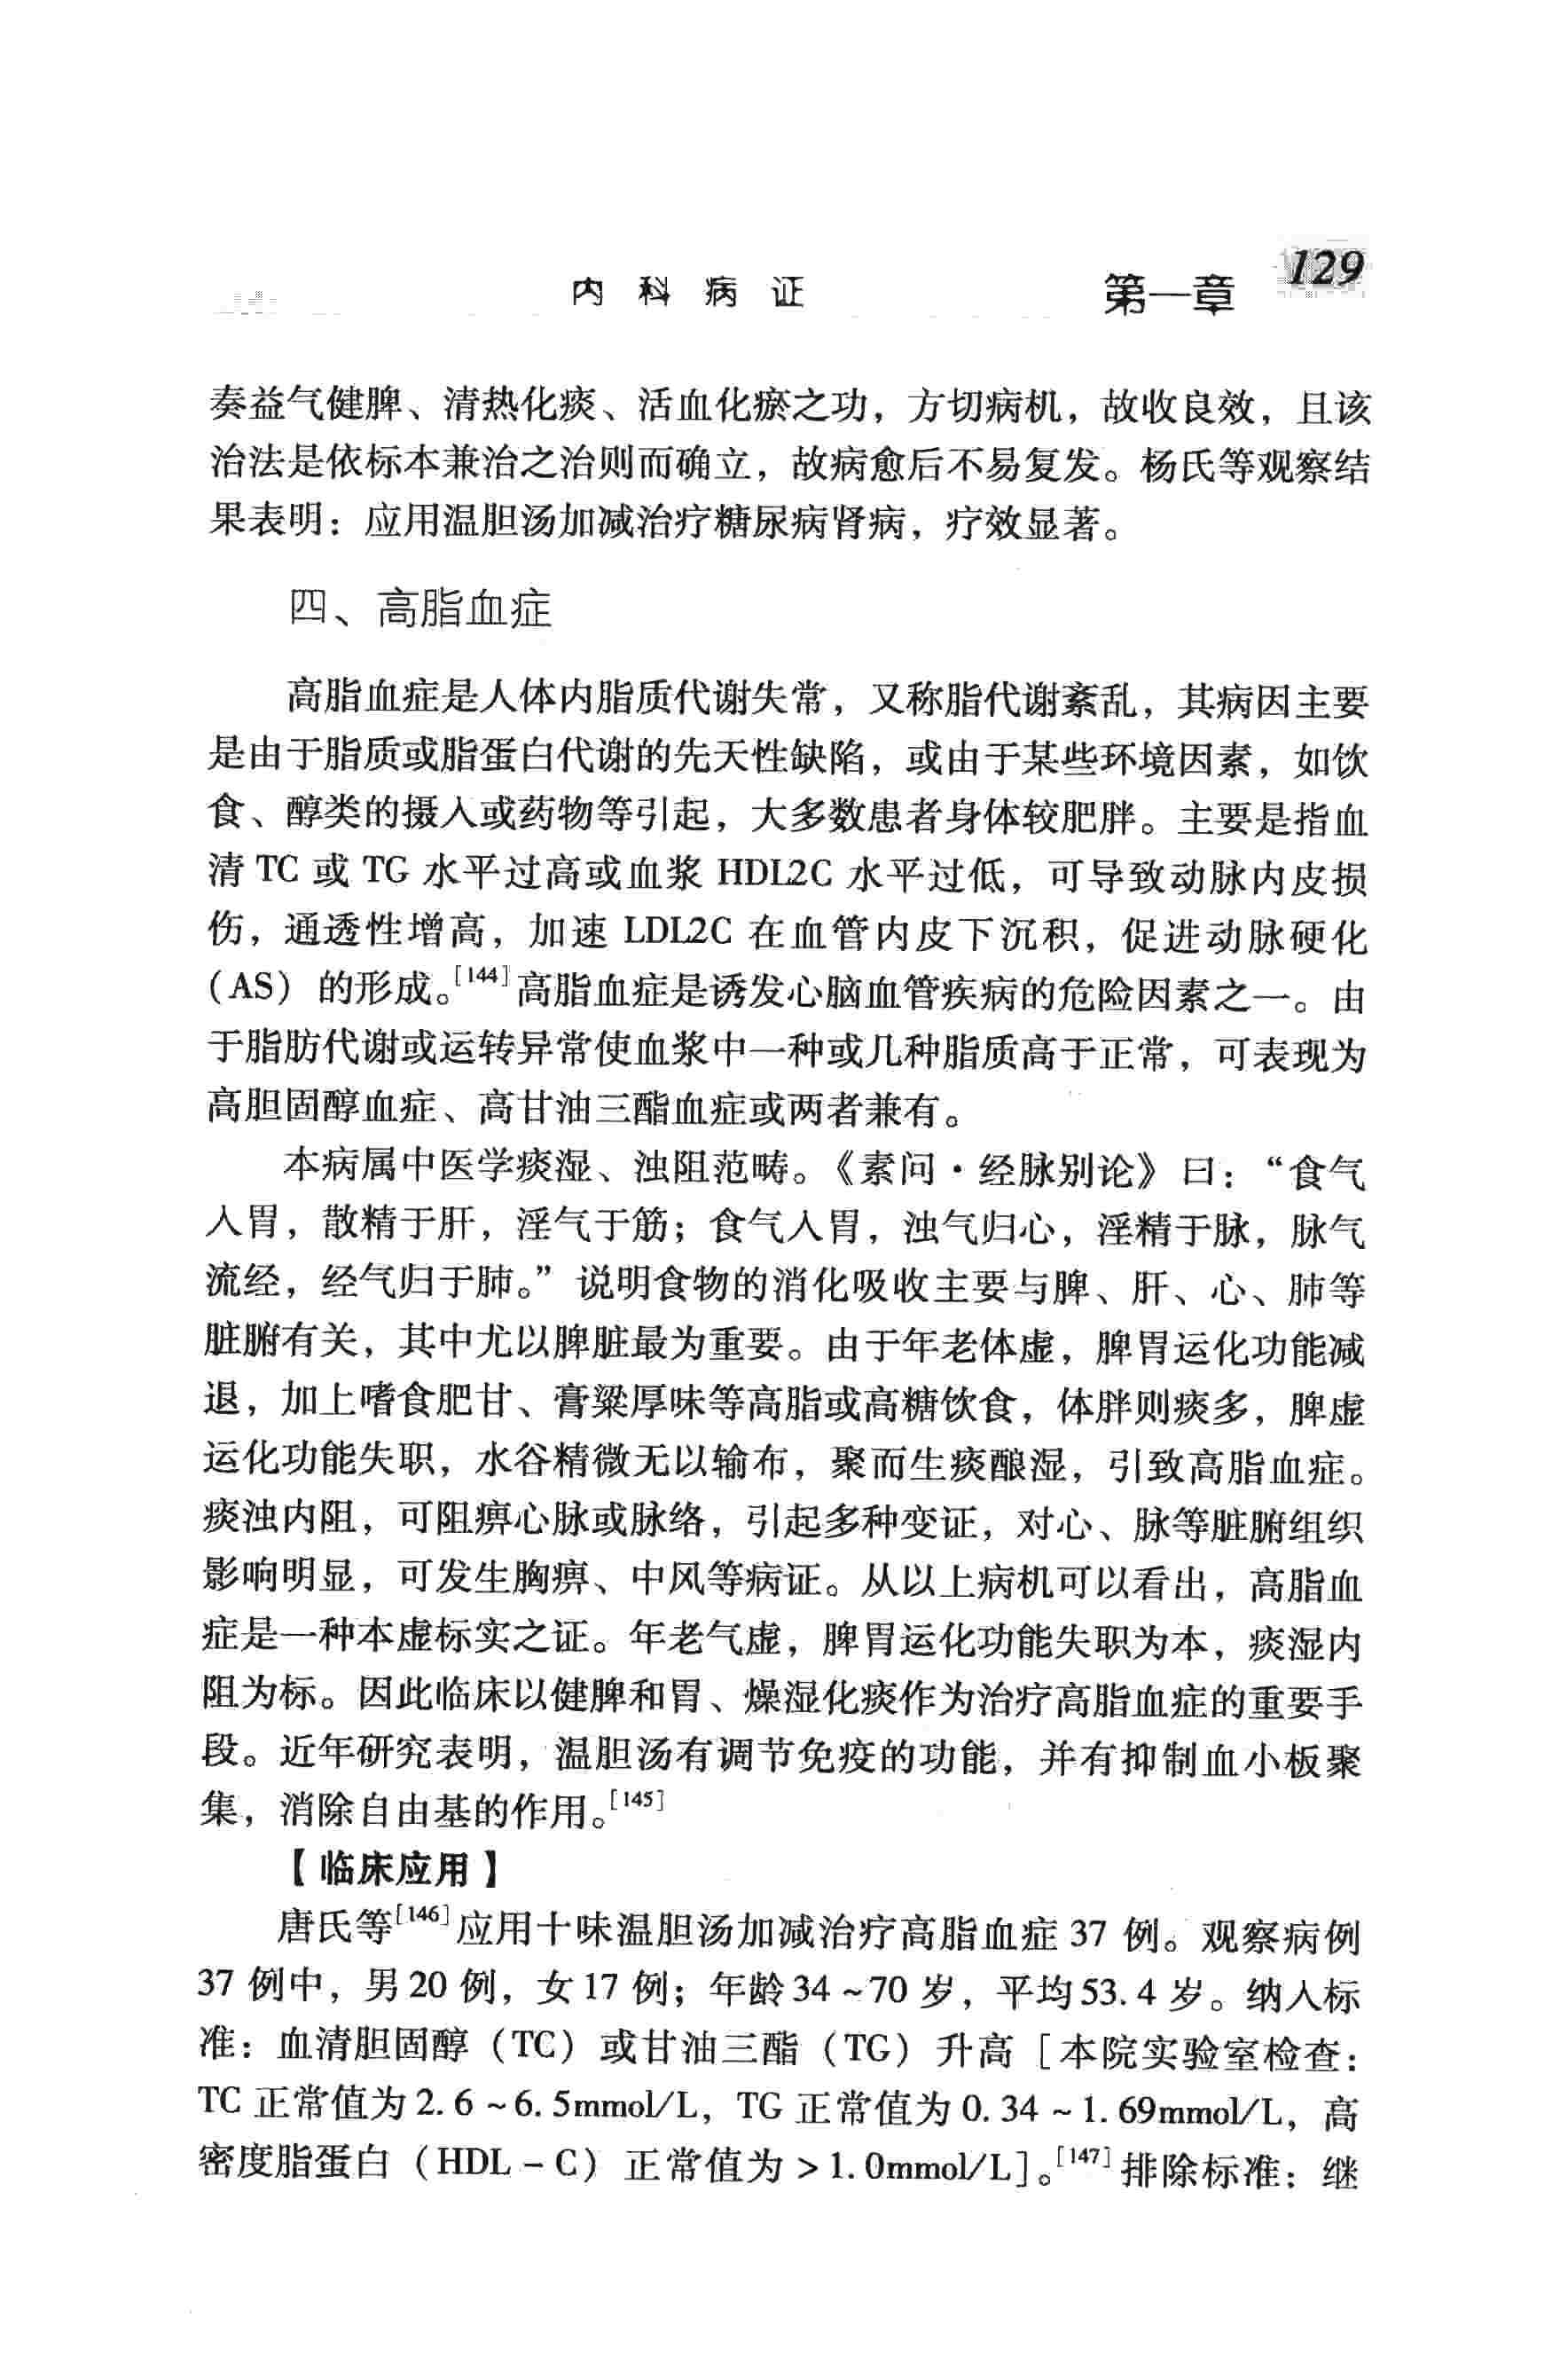 内科病证 第一章 129
奏益气健脾、清热化痰、活血化瘀之功，方切病机，故收良效，且该
治法是依标本兼治之治则而确立，故病愈后不易复发。杨氏等观察结
果表明：应用温胆汤加减治疗糖尿病肾病，疗效显著。
四、高脂血症
高脂血症是人体内脂质代谢失常，又称脂代谢紊乱，其病因主要
是由于脂质或脂蛋白代谢的先天性缺陷，或由于某些环境因素，如饮
食、醇类的摄入或药物等引起，大多数患者身体较肥胖。主要是指血
清 TC 或 TG 水平过高或血浆 HDL2C 水平过低，可导致动脉内皮损
伤，通透性增高，加速 LDL2C 在血管内皮下沉积，促进动脉硬化
（AS）的形成。[144]高脂血症是诱发心脑血管疾病的危险因素之一。由
于脂肪代谢或运转异常使血浆中一种或几种脂质高于正常，可表现为
高胆固醇血症、高甘油三酯血症或两者兼有。
本病属中医学痰湿、浊阻范畴。《素问·经脉别论》曰：“食气
入胃，散精于肝，淫气于筋；食气入胃，浊气归心，淫精于脉，脉气
流经，经气归于肺。”说明食物的消化吸收主要与脾、肝、心、肺等
脏腑有关，其中尤以脾脏最为重要。由于年老体虚，脾胃运化功能减
退，加上嗜食肥甘、膏粱厚味等高脂或高糖饮食，体胖则痰多，脾虚
运化功能失职，水谷精微无以输布，聚而生痰酿湿，引致高脂血症。
痰浊内阻，可阻痹心脉或脉络，引起多种变证，对心、脉等脏腑组织
影响明显，可发生胸痹、中风等病证。从以上病机可以看出，高脂血
症是一种本虚标实之证。年老气虚，脾胃运化功能失职为本，痰湿内
阻为标。因此临床以健脾和胃、燥湿化痰作为治疗高脂血症的重要手
段。近年研究表明，温胆汤有调节免疫的功能，并有抑制血小板聚
集，消除自由基的作用。[145]
【临床应用】
唐氏等[146]应用十味温胆汤加减治疗高脂血症 37 例。观察病例
37 例中，男 20 例，女 17 例；年龄 34～70 岁，平均 53.4 岁。纳入标
准：血清胆固醇（TC）或甘油三酯（TG）升高［本院实验室检查：
TC 正常值为 2.6～6.5mmol/L，TG 正常值为 0.34～1.69mmol/L，高
密度脂蛋白（HDL－C）正常值为＞1.0mmol/L］。[147]排除标准：继